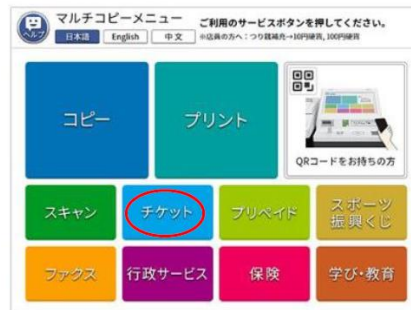 マルチコピーメニュー
ご利用のサービスボタンを押してください。
ヘルプ
日本語 English 中文
※店員の方へ：つり銭補充→10円硬貨, 100円硬貨
コピー
プリント
QRコードをお持ちの方
スキャン
チケット
プリペイド
スポーツ
振興くじ
ファクス
行政サービス
保険
学び・教育